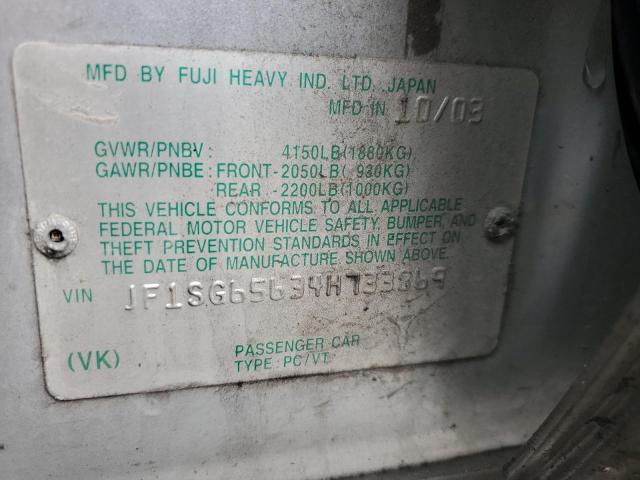 MFD BY FUJI HEAVY IND. LTD. JAPAN
MFD IN 10/03
GVWR/PNBV : 4150LB(1880KG)
GAWR/PNBE : FRONT-2050LB( 930KG)
REAR -2200LB(1000KG)
THIS VEHICLE CONFORMS TO ALL APPLICABLE
FEDERAL MOTOR VEHICLE SAFETY, BUMPER, AND
THEFT PREVENTION STANDARDS IN EFFECT ON
THE DATE OF MANUFACTURE SHOWN ABOVE.
VIN JF1SG65634H733369
(VK)
PASSENGER CAR
TYPE : PC/VT